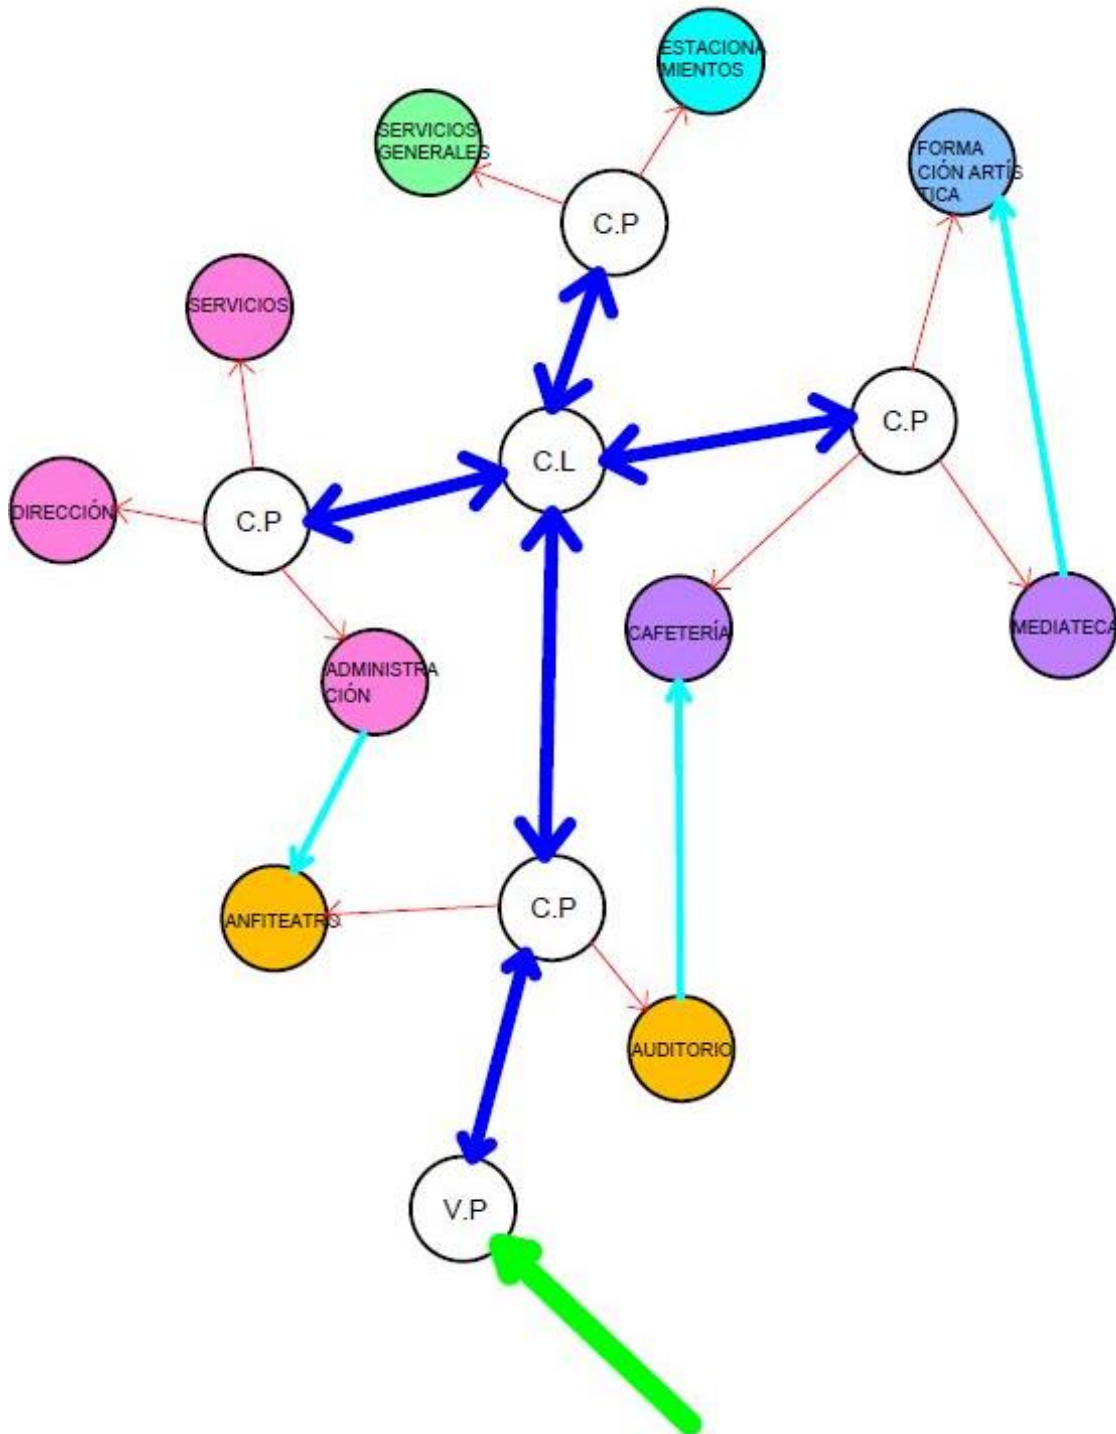 ESTACIONA
MIENTOS
SERVICIOS
GENERALES
FORMA
CIÓN ARTÍS
TICA
C.P
SERVICIOS
C.P
C.L
DIRECCIÓN
C.P
CAFETERÍA
MEDIATECA
ADMINISTRA
CIÓN
ANFITEATRO
C.P
AUDITORIO
V.P